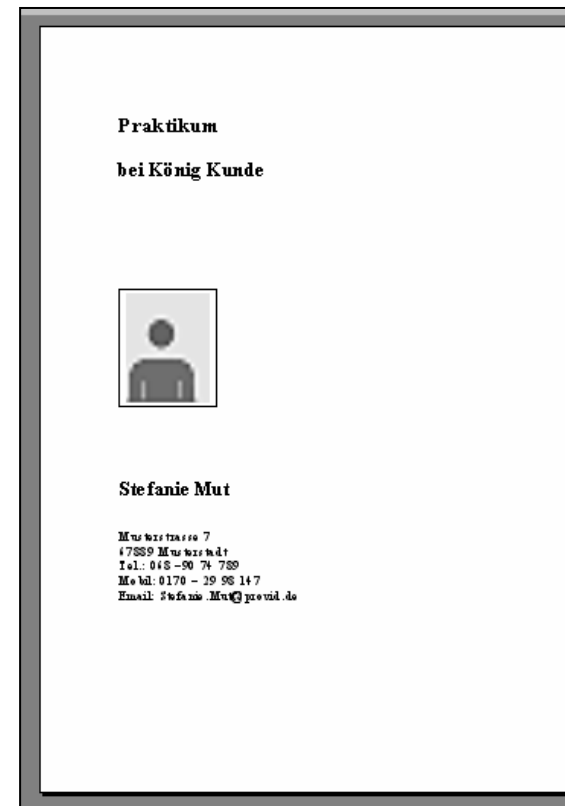 Praktikum
bei König Kunde
Stefanie Mut
Musterstrasse 7
67889 Musterstadt
Tel.: 068 –90 74 789
Mobil: 0170 – 29 98 147
Email: Stefanie.Mut@provid.de